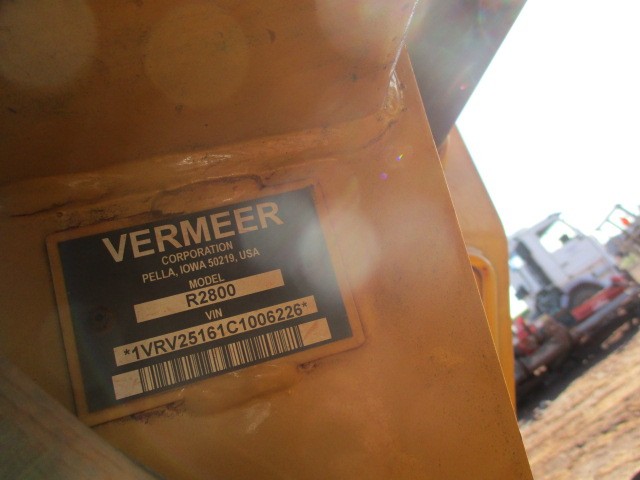 VERMEER
CORPORATION
PELLA, IOWA 50219, USA
MODEL
R2800
VIN
*1VRV25161C1006226*